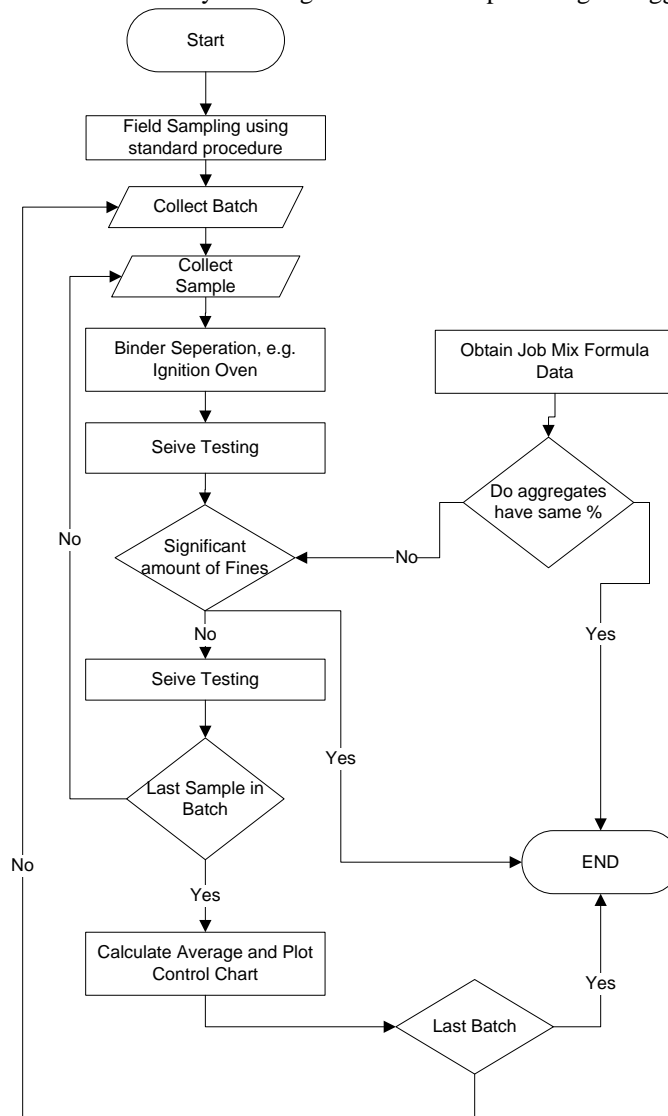 Start
Field Sampling using
standard procedure
Collect Batch
Collect
Sample
Binder Seperation, e.g.
Ignition Oven
Obtain Job Mix Formula
Data
Seive Testing
Do aggregates
have same %
No
Significant
amount of Fines
No
No
Yes
Seive Testing
Yes
Last Sample in
Batch
No
END
Yes
Calculate Average and Plot
Control Chart
Yes
Last Batch